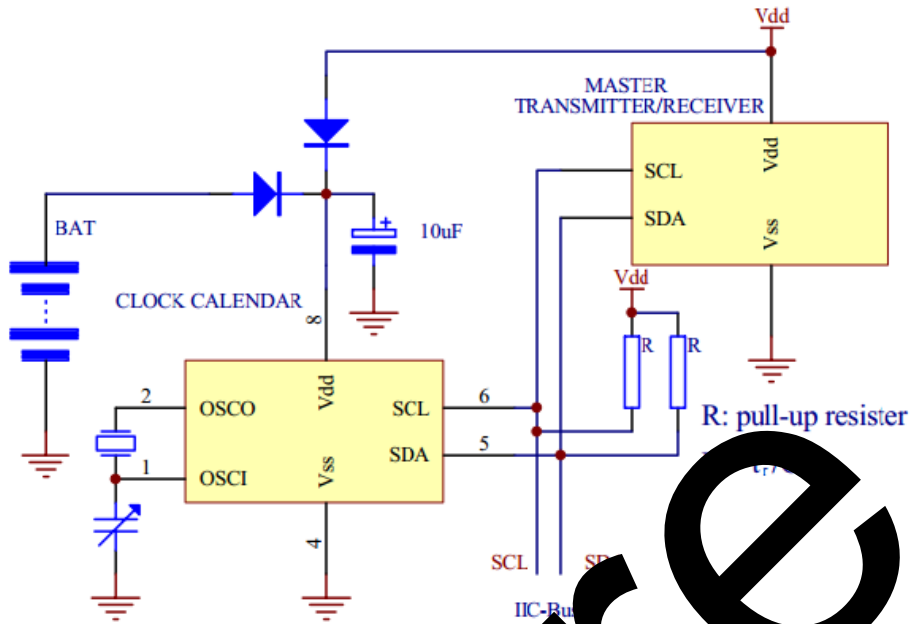 Vdd
MASTER
TRANSMITTER/RECEIVER
SCL
Vdd
SDA
Vss
BAT
10uF
CLOCK CALENDAR
8
Vdd
R
R
2
OSCO
Vdd
SCL
6
R: pull-up resister
1
OSCI
Vss
SDA
5
4
SCL
re